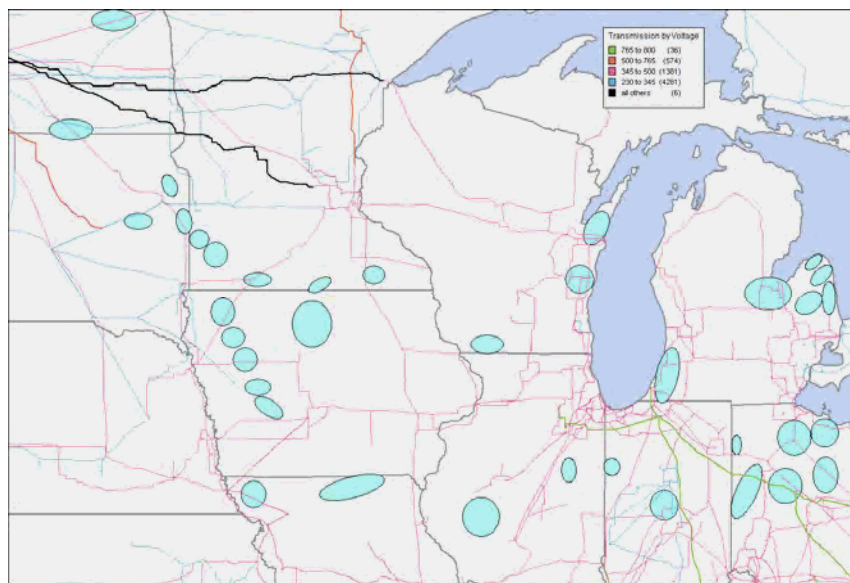 Transmission by Voltage
765 to 800 (36)
500 to 765 (574)
345 to 500 (1381)
230 to 345 (4281)
all others (6)